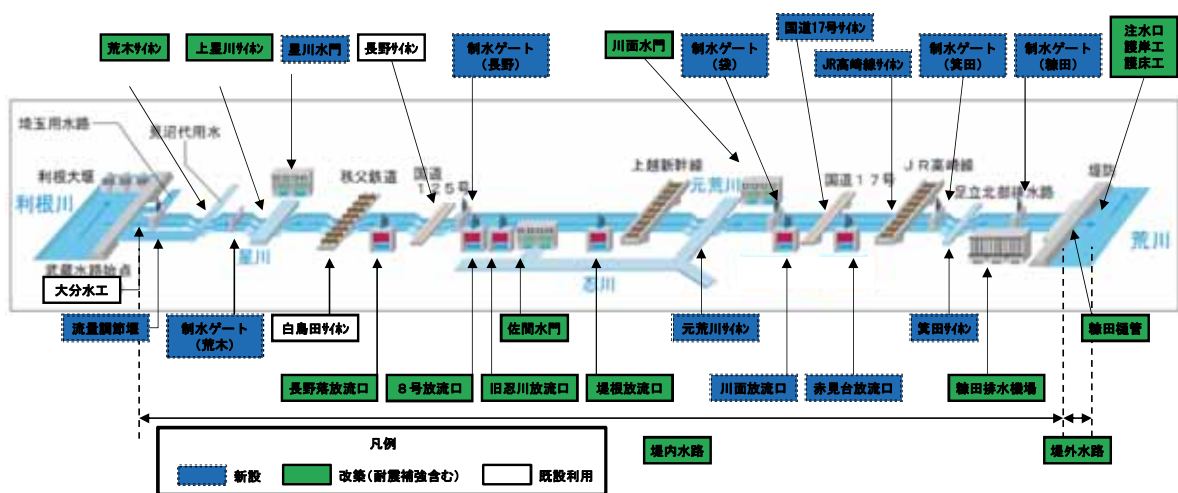 荒木サイホン
上星川サイホン
星川水門
長野サイホン
制水ゲート
(長野)
川面水門
制水ゲート
(袋)
国道17号サイホン
JR高崎線サイホン
制水ゲート
(箕田)
制水ゲート
(糠田)
注水口
護岸工
護床工
埼玉用水路
見沼代用水
利根大堰
利根川
武蔵水路始点
星川
秩父鉄道
国道
125号
忍川
上越新幹線
元荒川
国道17号
JR高崎線
足立北部排水路
堤防
荒川
大分水工
流量調節堰
制水ゲート
(荒木)
白鳥田サイホン
佐間水門
元荒川サイホン
箕田サイホン
糠田樋管
長野落放流口
8号放流口
旧忍川放流口
堤根放流口
川面放流口
赤見台放流口
糠田排水機場
堤内水路
堤外水路
凡例
新設
改築(耐震補強含む)
既設利用